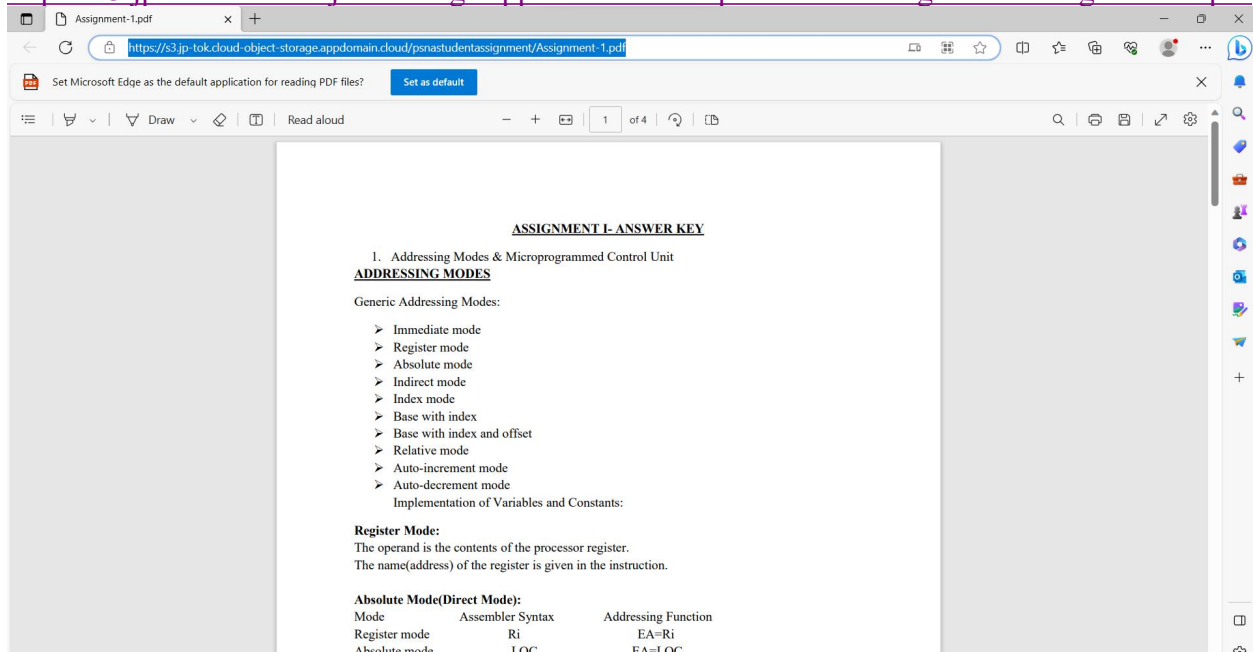 Assignment-1.pdf
https://s3.jp-tok.cloud-object-storage.appdomain.cloud/psnastudentassignment/Assignment-1.pdf
PDF
Set Microsoft Edge as the default application for reading PDF files?
Set as default
Draw
Read aloud
1 of 4
ASSIGNMENT I- ANSWER KEY
1. Addressing Modes & Microprogrammed Control Unit
ADDRESSING MODES
Generic Addressing Modes:
➢ Immediate mode
➢ Register mode
➢ Absolute mode
➢ Indirect mode
➢ Index mode
➢ Base with index
➢ Base with index and offset
➢ Relative mode
➢ Auto-increment mode
➢ Auto-decrement mode
Implementation of Variables and Constants:
Register Mode:
The operand is the contents of the processor register.
The name(address) of the register is given in the instruction.
Absolute Mode(Direct Mode):
Mode Assembler Syntax Addressing Function
Register mode Ri EA=Ri
Absolute mode LOC EA=LOC